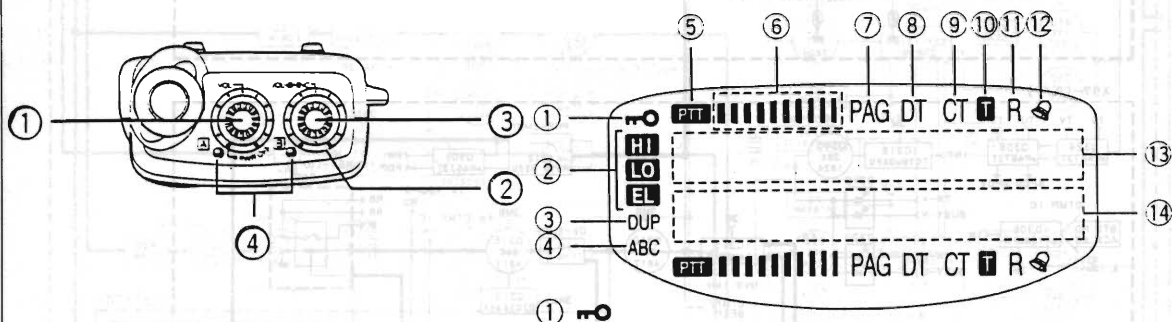 ⑤ ⑥ ⑦ ⑧ ⑨ ⑩ ⑪ ⑫
① ③ ① PTT PAG DT CT T R
HI
② LO ⑬
EL
② ③ DUP ⑭
④ ④ ABC
PTT PAG DT CT T R
①